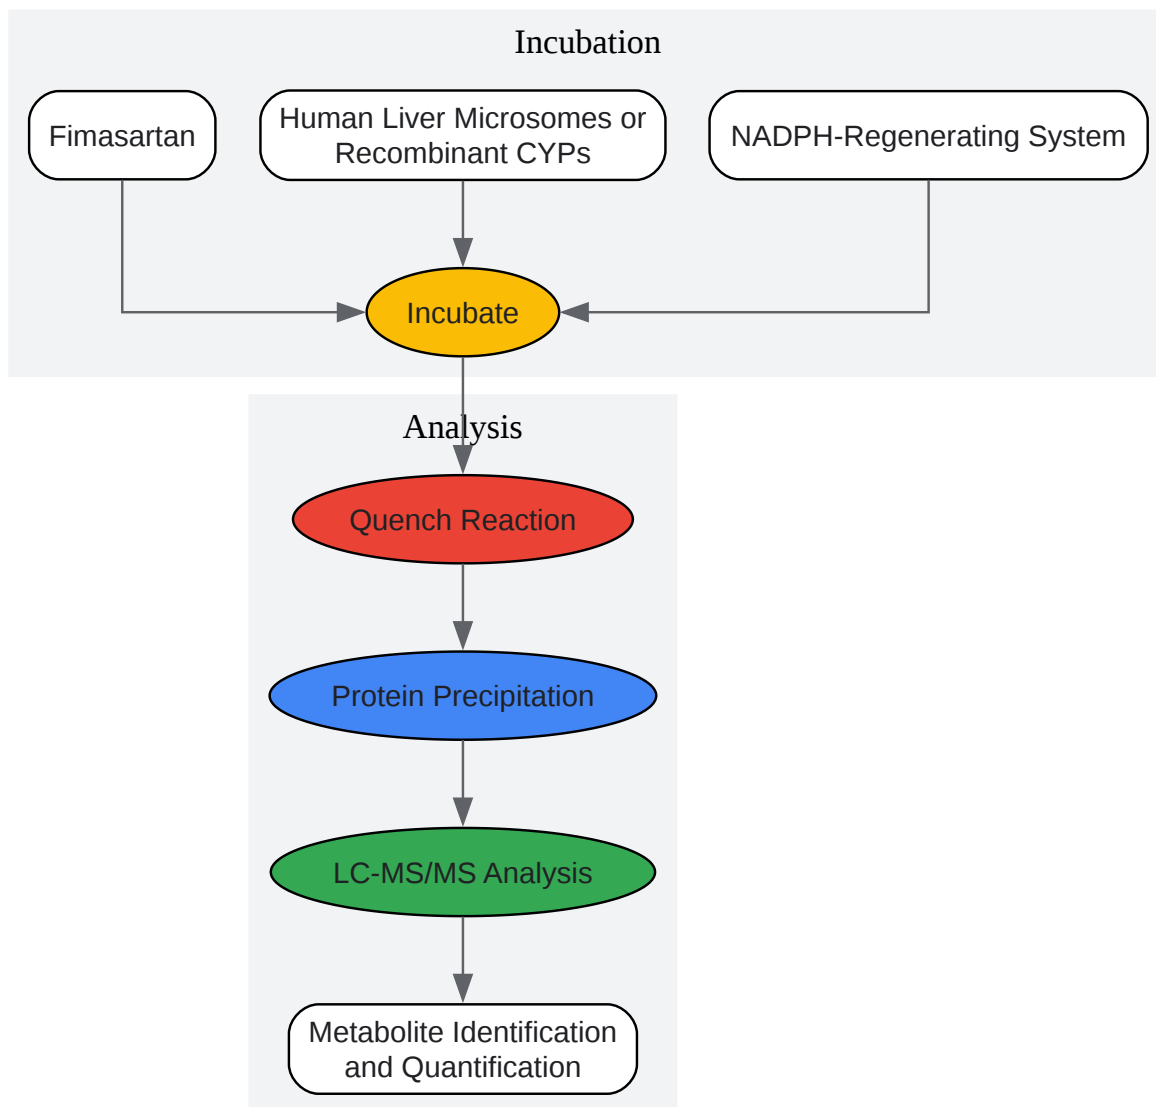 Incubation
Fimasartan
Human Liver Microsomes or
Recombinant CYPs
NADPH-Regenerating System
Incubate
Analysis
Quench Reaction
Protein Precipitation
LC-MS/MS Analysis
Metabolite Identification
and Quantification